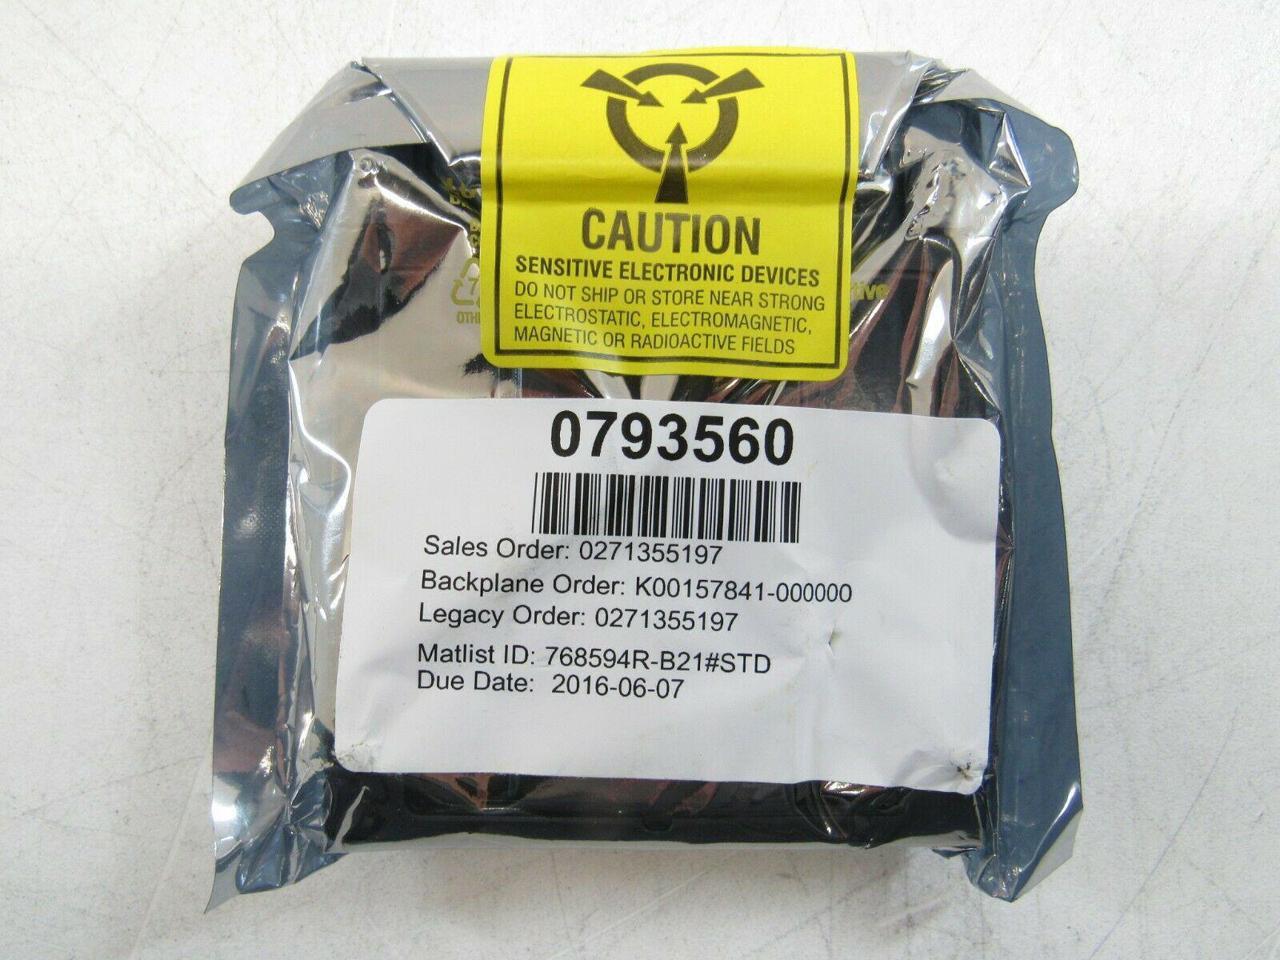 CAUTION
SENSITIVE ELECTRONIC DEVICES
DO NOT SHIP OR STORE NEAR STRONG
ELECTROSTATIC, ELECTROMAGNETIC,
MAGNETIC OR RADIOACTIVE FIELDS
7
0793560
Sales Order: 0271355197
Backplane Order: K00157841-000000
Legacy Order: 0271355197
Matlist ID: 768594R-B21#STD
Due Date: 2016-06-07